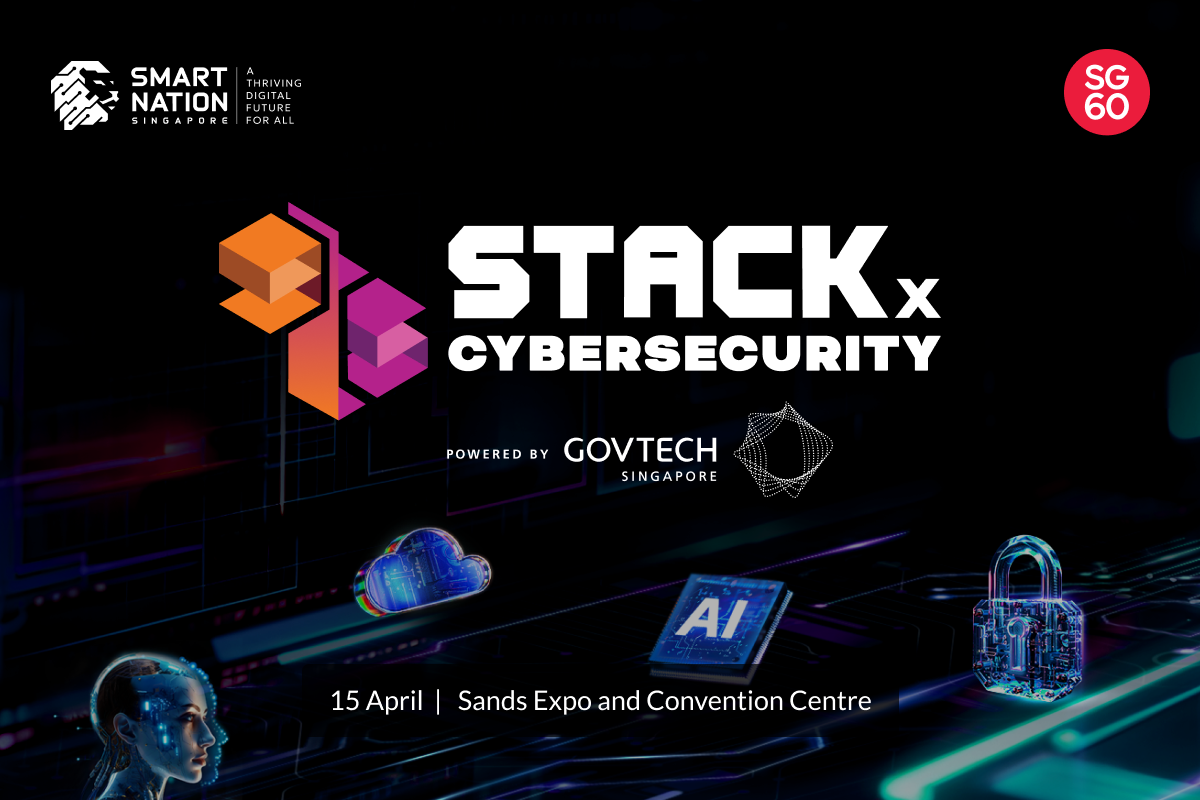 SMART
NATION
SINGAPORE
A
THRIVING
DIGITAL
FUTURE
FOR ALL
SG
60
STACKx
CYBERSECURITY
POWERED BY GOVTECH
SINGAPORE
AI
15 April | Sands Expo and Convention Centre